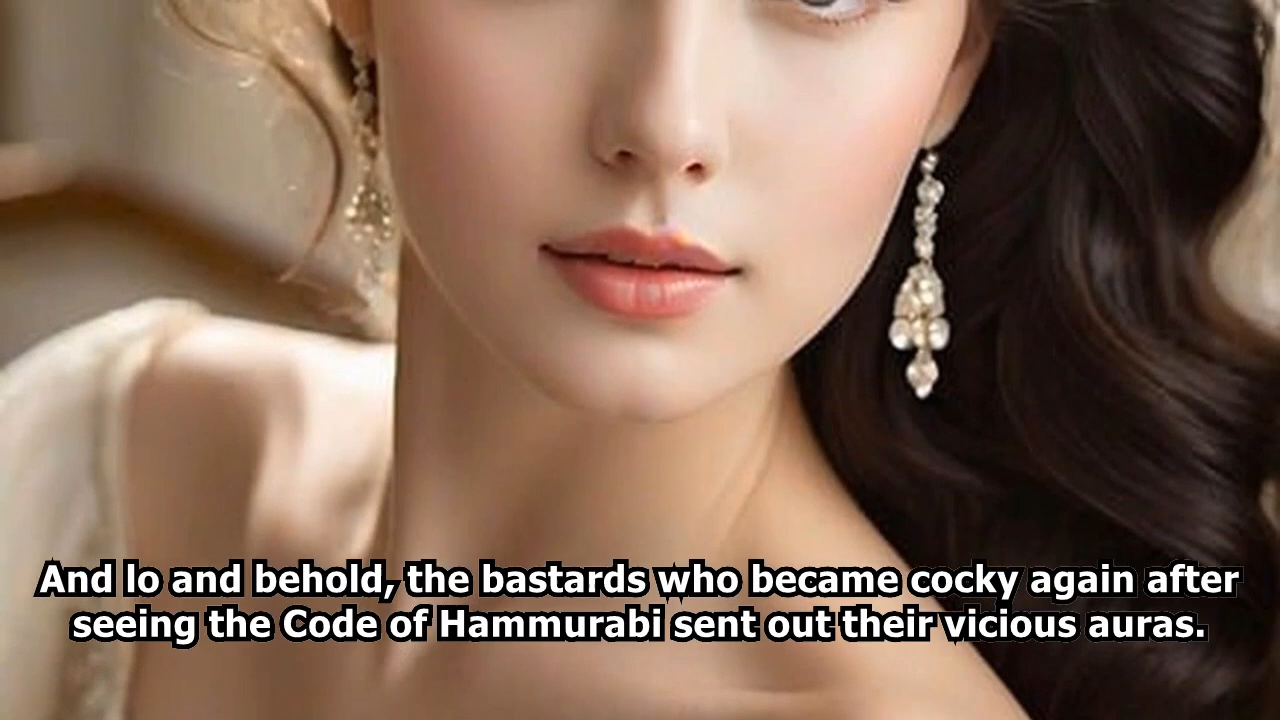 And lo and behold, the bastards who became cocky again after
seeing the Code of Hammurabi sent out their vicious auras.